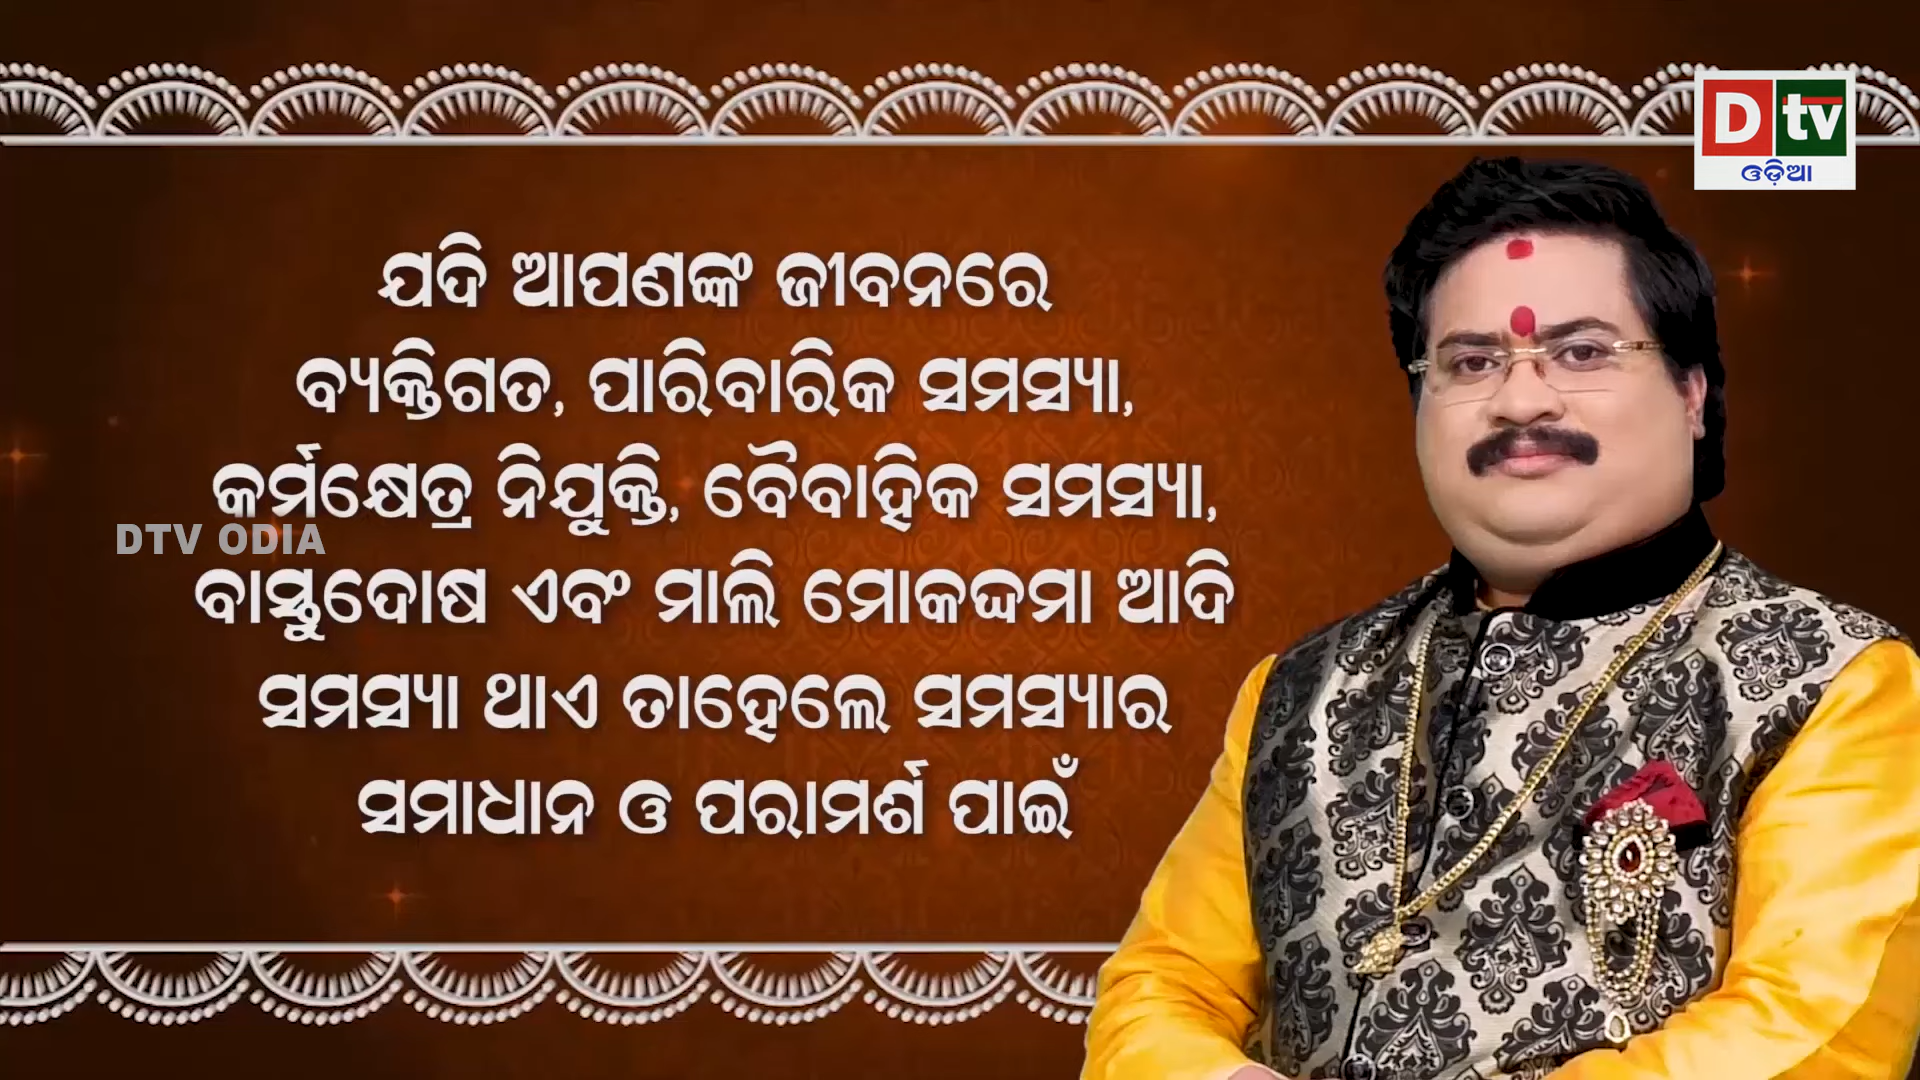 D tv
ଓଡ଼ିଆ
ଯଦି ଆପଣଙ୍କ ଜୀବନରେ
ବ୍ୟକ୍ତିଗତ, ପାରିବାରିକ ସମସ୍ୟା,
କର୍ମକ୍ଷେତ୍ର ନିଯୁକ୍ତି, ବୈବାହିକ ସମସ୍ୟା,
DTV ODIA
ବାସ୍ତୁଦୋଷ ଏବଂ ମାଲି ମୋକଦ୍ଦମା ଆଦି
ସମସ୍ୟା ଥାଏ ତାହେଲେ ସମସ୍ୟାର
ସମାଧାନ ଓ ପରାମର୍ଶ ପାଇଁ